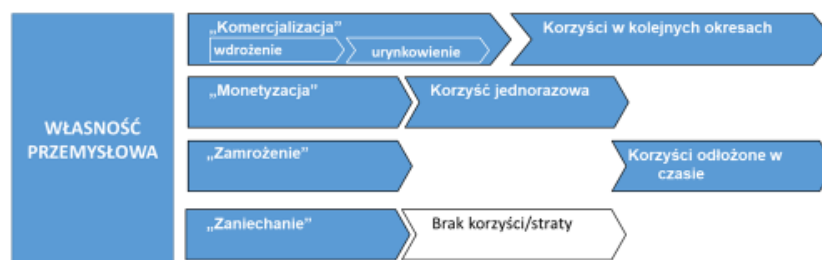 WŁASNOŚĆ
PRZEMYSŁOWA
„Komercjalizacja”
wdrożenie
urynkowienie
Korzyści w kolejnych okresach
„Monetyzacja”
Korzyść jednorazowa
„Zamrożenie”
Korzyści odłożone w
czasie
„Zaniechanie”
Brak korzyści/straty